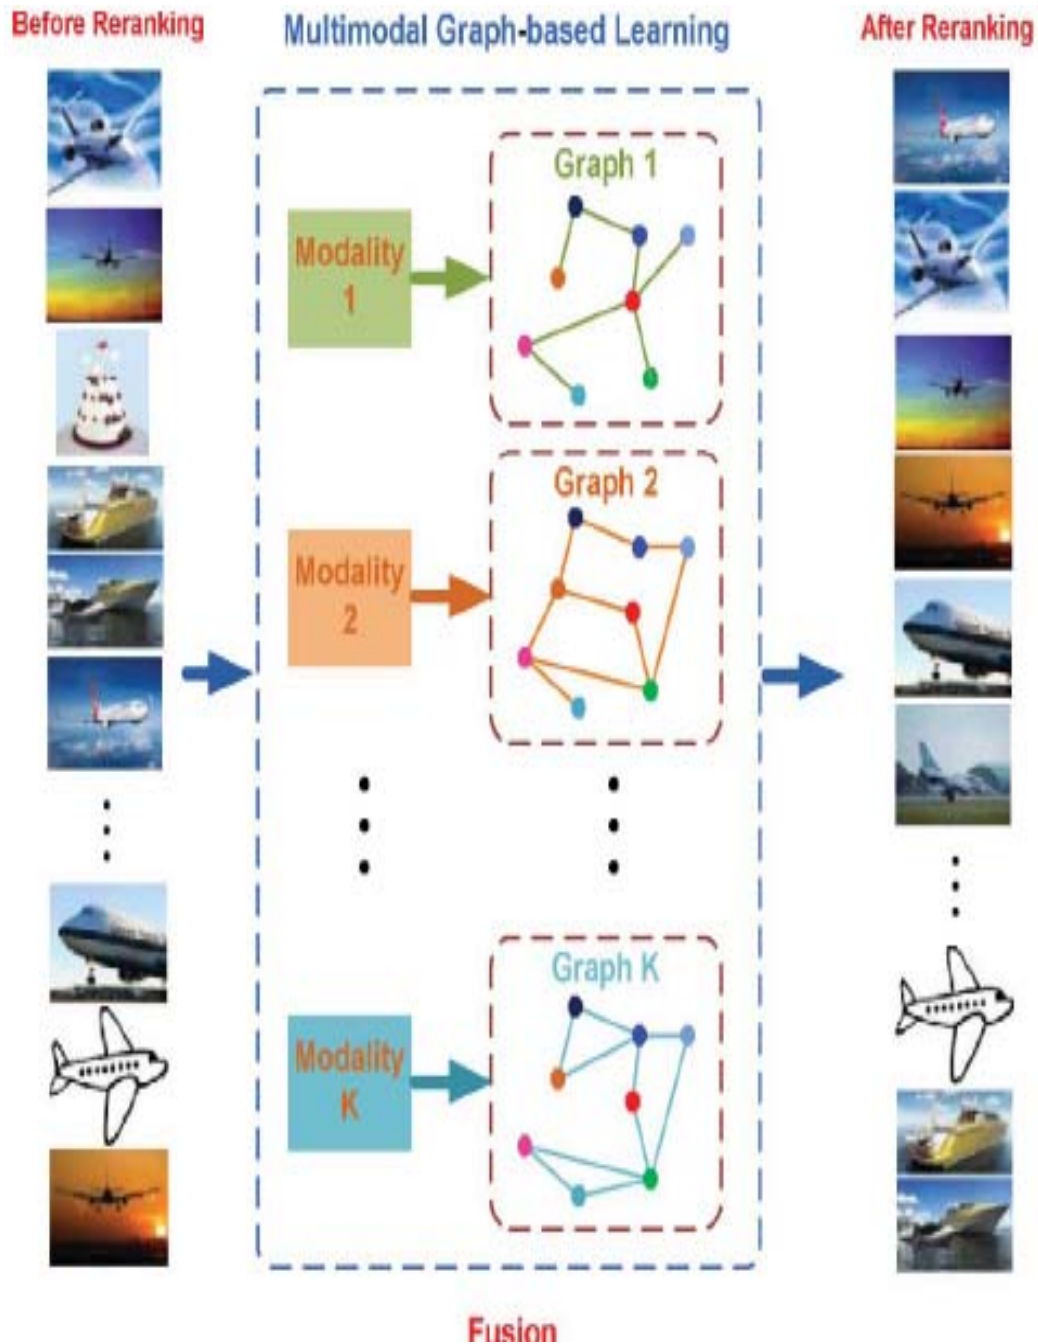 Before Reranking
Multimodal Graph-based Learning
After Reranking
Graph 1
Modality
1
Graph 2
Modality
2
Graph K
Modality
K
Fusion